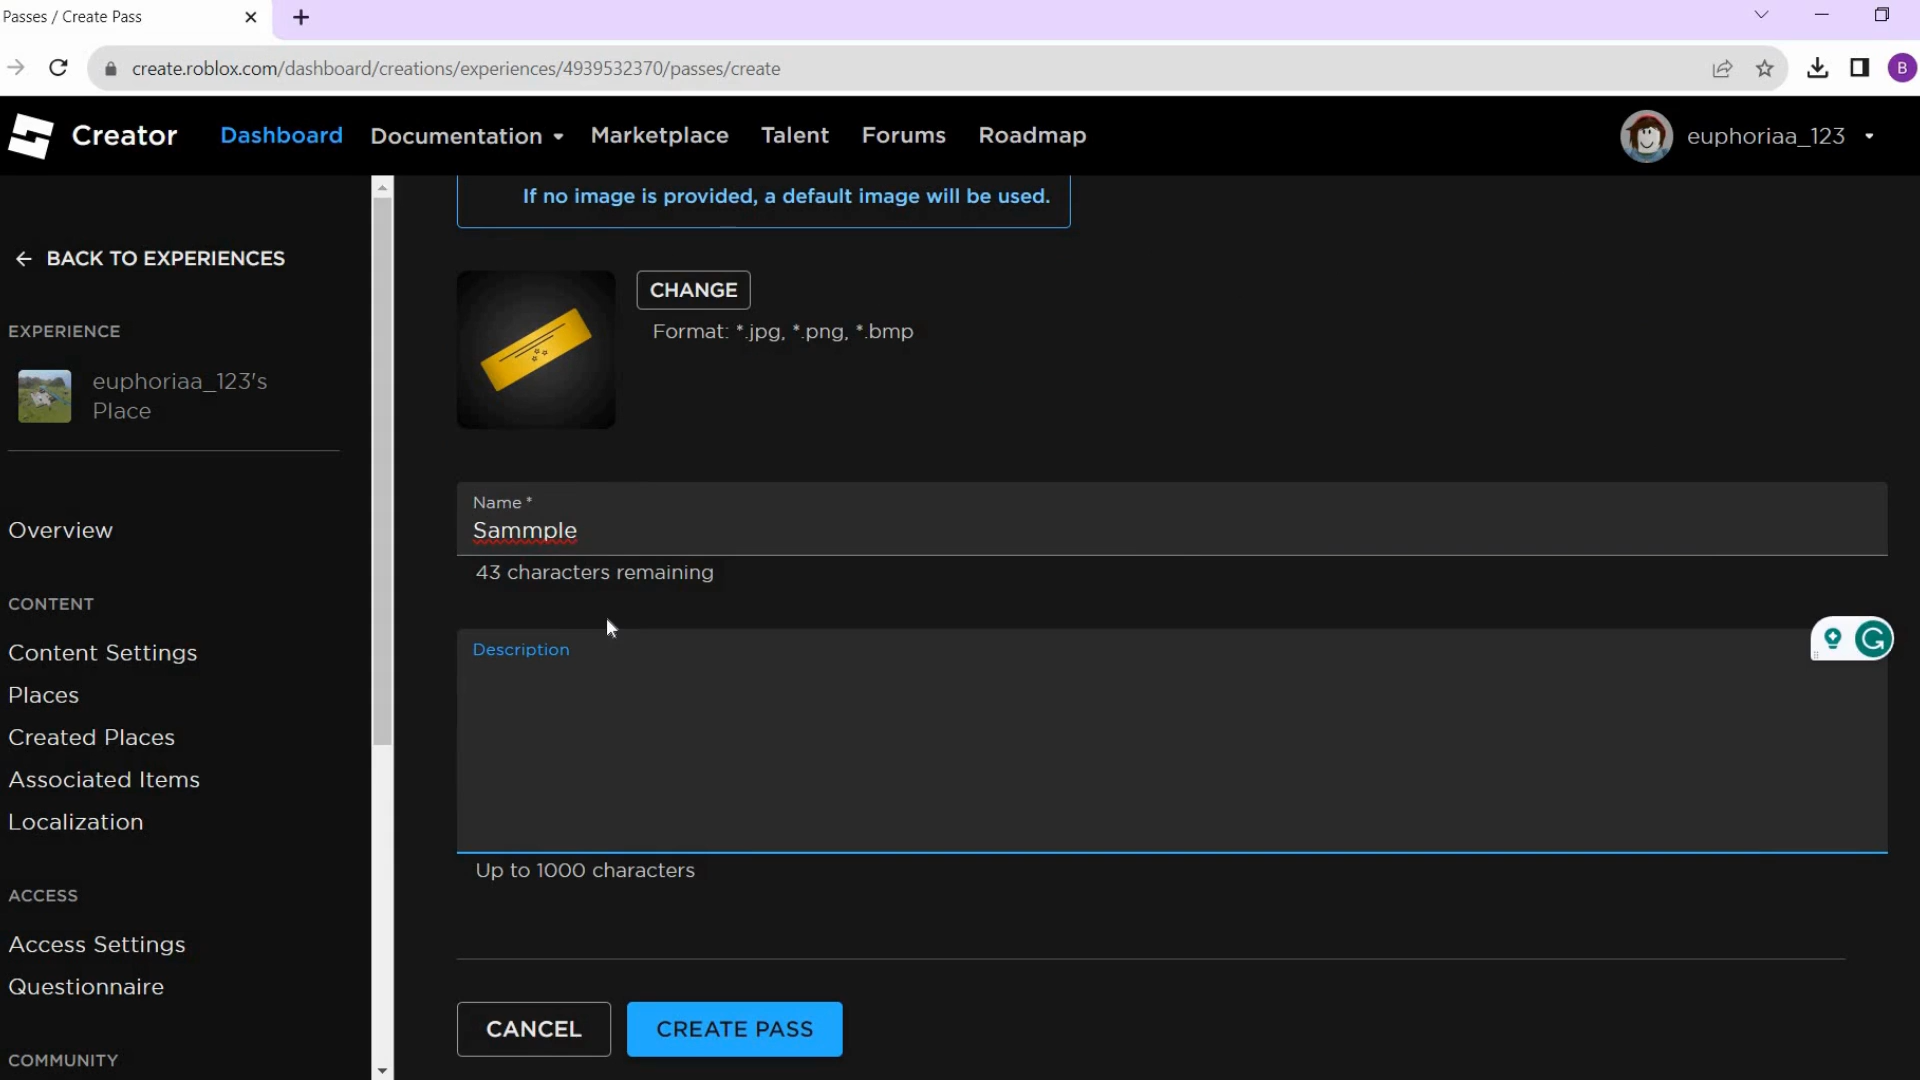 Passes / Create Pass
create.roblox.com/dashboard/creations/experiences/4939532370/passes/create
B
Creator
Dashboard
Documentation
Marketplace
Talent
Forums
Roadmap
euphoriaa_123
If no image is provided, a default image will be used.
BACK TO EXPERIENCES
EXPERIENCE
euphoriaa_123's
Place
CHANGE
Format: *.jpg, *.png, *.bmp
Name *
Sammple
43 characters remaining
Overview
CONTENT
Content Settings
Places
Created Places
Associated Items
Localization
Description
G
Up to 1000 characters
ACCESS
Access Settings
Questionnaire
COMMUNITY
CANCEL
CREATE PASS